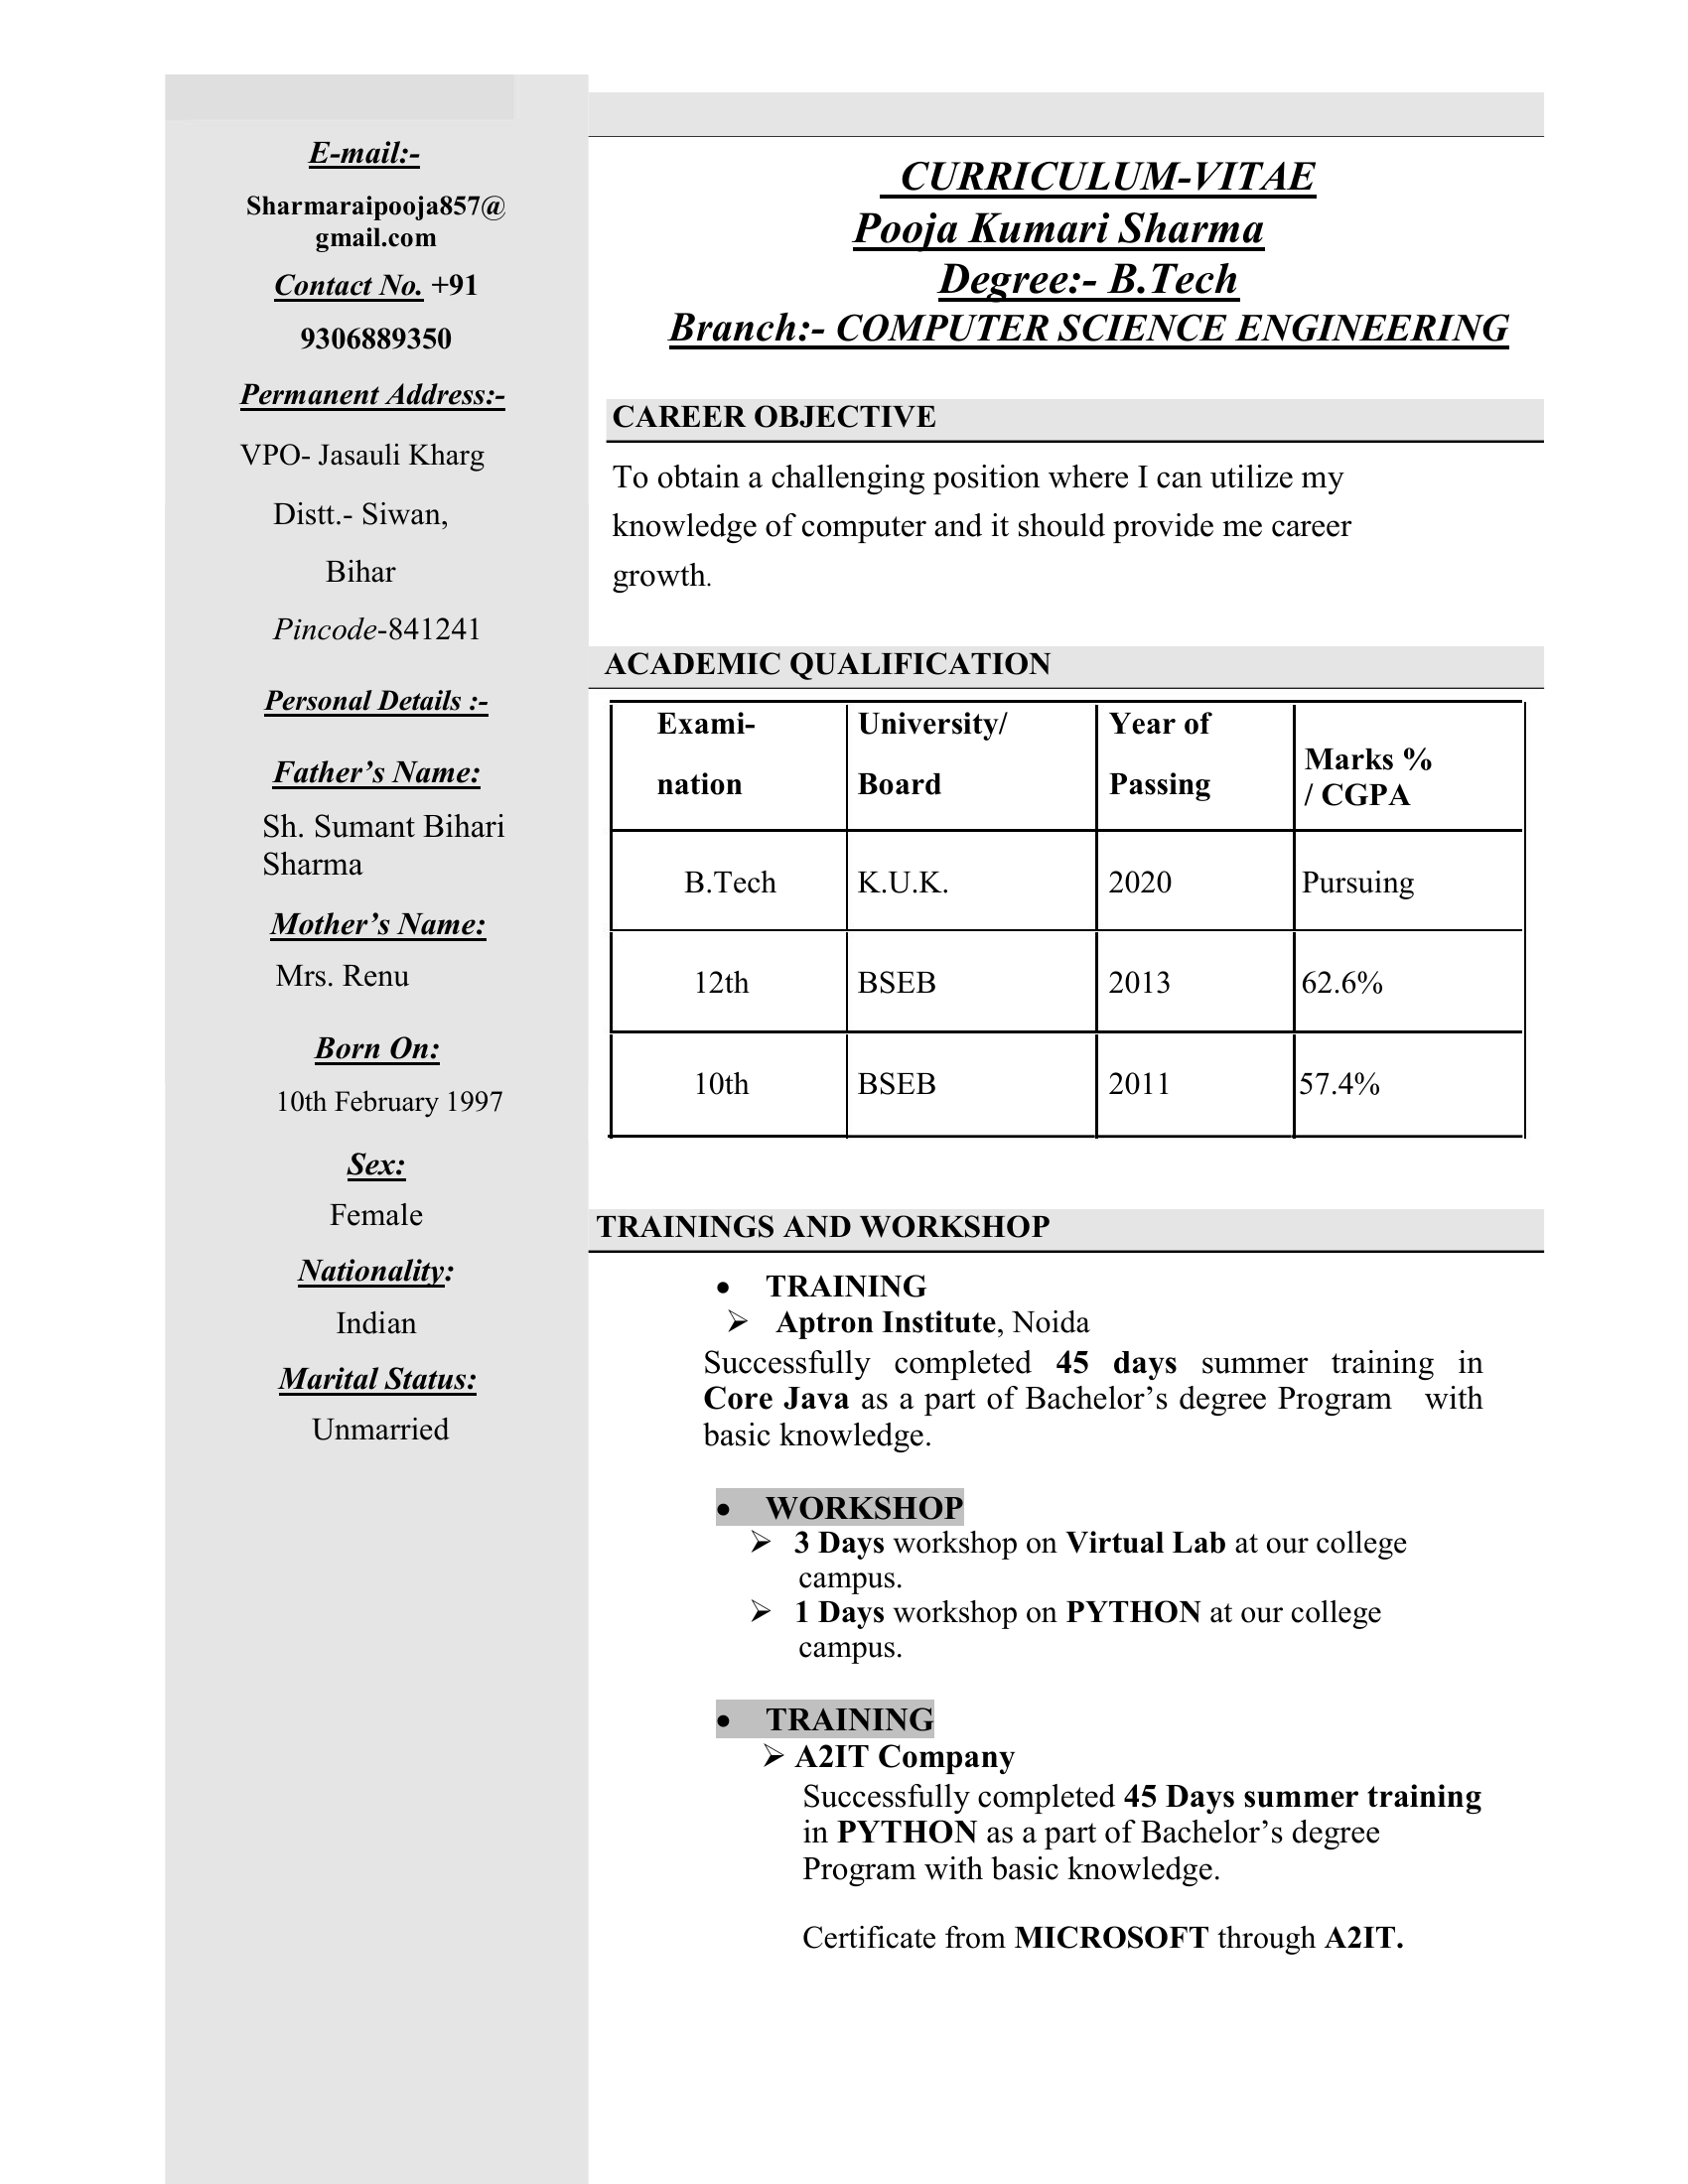 E-mail:-
Sharmaraipooja857@
gmail.com
Contact No. +91
9306889350
Permanent Address:-
VPO- Jasauli Kharg
Distt.- Siwan,
Bihar
Pincode-841241
Personal Details :-
Father’s Name:
Sh. Sumant Bihari
Sharma
Mother’s Name:
Mrs. Renu
Born On:
10th February 1997
Sex:
Female
Nationality:
Indian
Marital Status:
Unmarried
CURRICULUM-VITAE
Pooja Kumari Sharma
Degree:- B.Tech
Branch:- COMPUTER SCIENCE ENGINEERING
CAREER OBJECTIVE
To obtain a challenging position where I can utilize my
knowledge of computer and it should provide me career
growth.
ACADEMIC QUALIFICATION
Exami-
nation
University/
Board
Year of
Passing
Marks %
/ CGPA
B.Tech K.U.K. 2020 Pursuing
12th BSEB 2013 62.6%
10th BSEB 2011 57.4%
TRAININGS AND WORKSHOP
• TRAINING
➢ Aptron Institute, Noida
Successfully completed 45 days summer training in
Core Java as a part of Bachelor’s degree Program with
basic knowledge.
• WORKSHOP
➢ 3 Days workshop on Virtual Lab at our college
campus.
➢ 1 Days workshop on PYTHON at our college
campus.
• TRAINING
➢ A2IT Company
Successfully completed 45 Days summer training
in PYTHON as a part of Bachelor’s degree
Program with basic knowledge.
Certificate from MICROSOFT through A2IT.